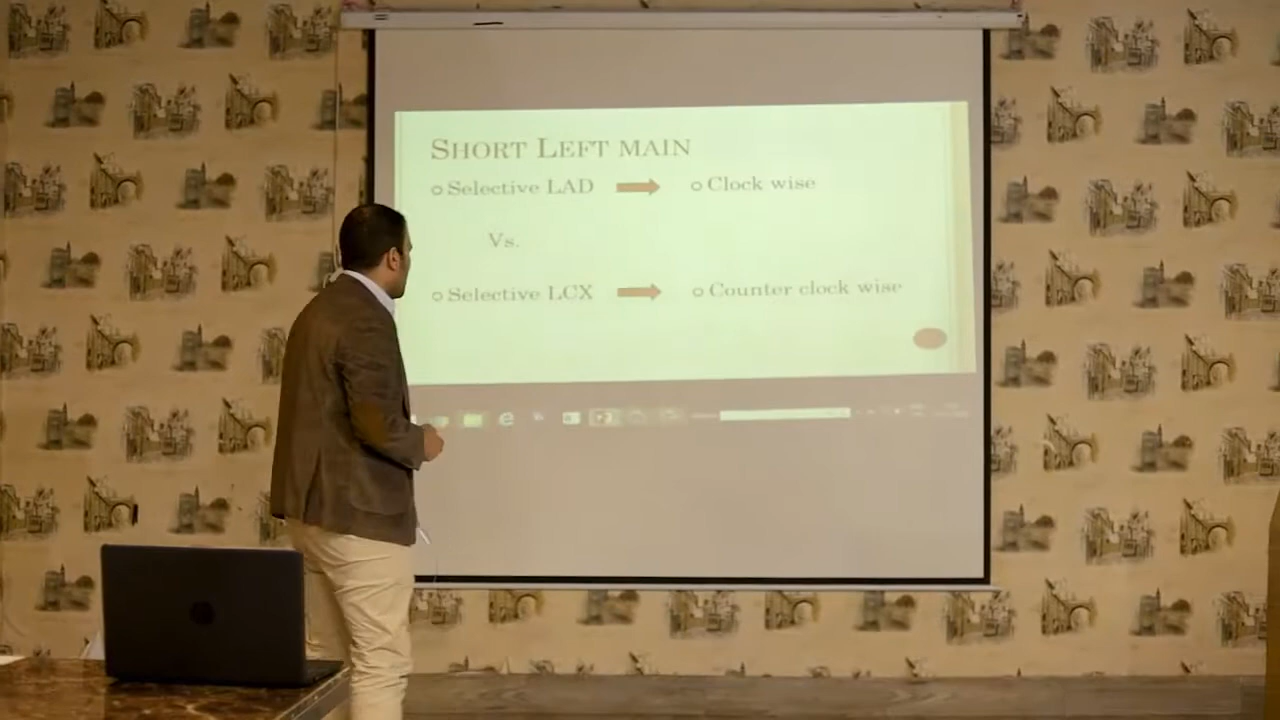 SHORT LEFT MAIN
Selective LAD Clock wise
Vs.
Selective LCX Counter clock wise